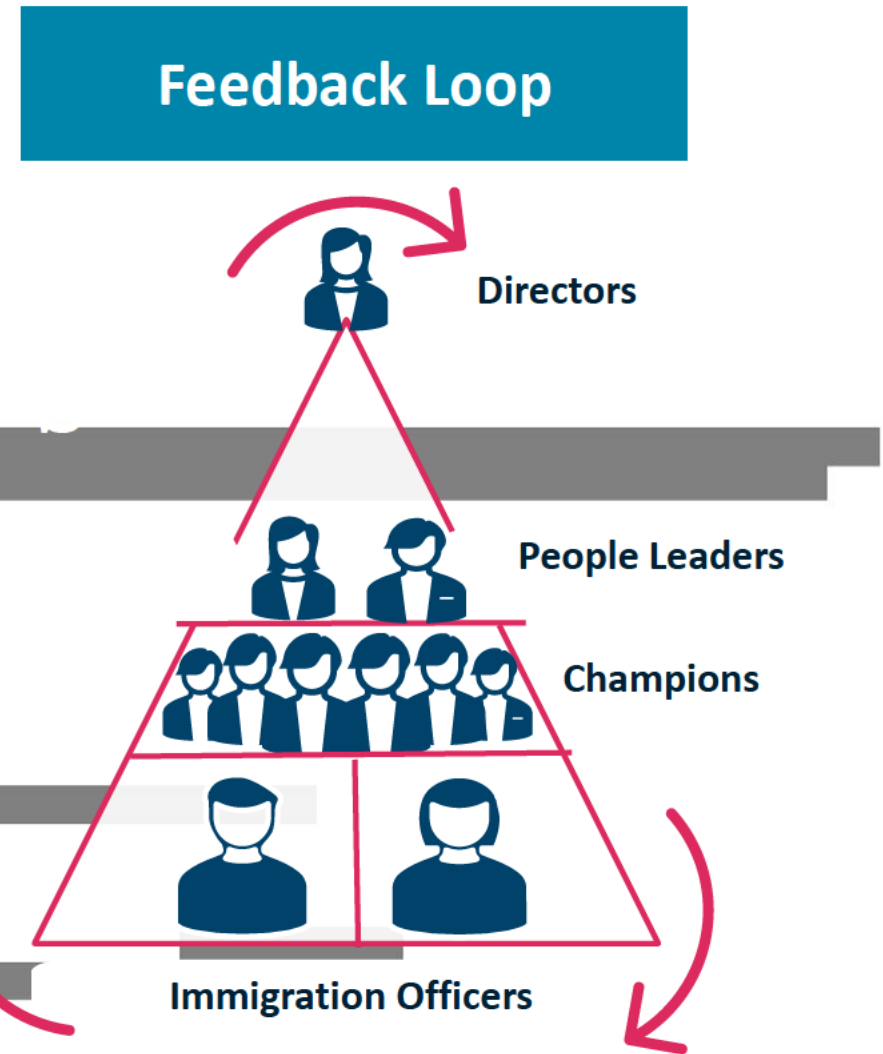 Feedback Loop
Directors
People Leaders
Champions
Immigration Officers